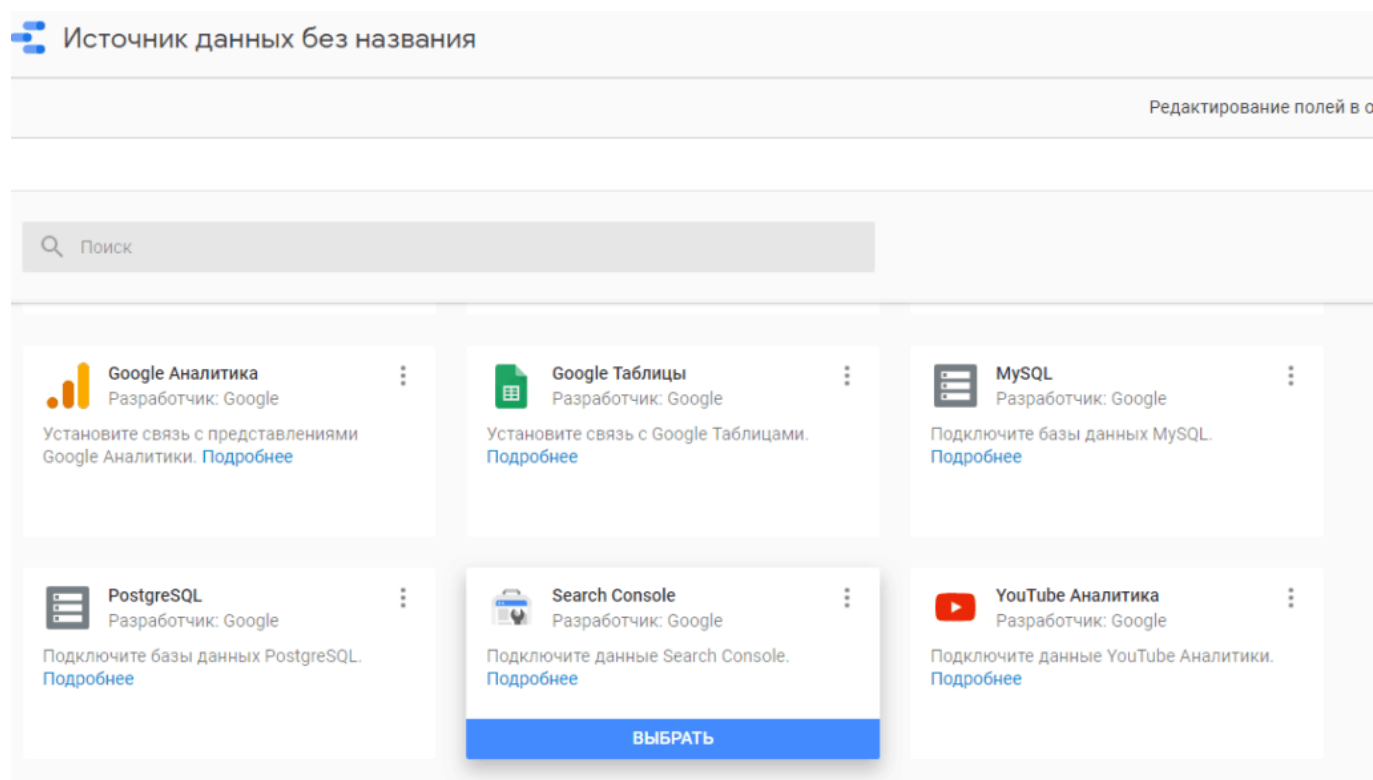 Источник данных без названия
Редактирование полей в о
Поиск
Google Аналитика
Разработчик: Google
Установите связь с представлениями
Google Аналитики. Подробнее
Google Таблицы
Разработчик: Google
Установите связь с Google Таблицами.
Подробнее
MySQL
Разработчик: Google
Подключите базы данных MySQL.
Подробнее
PostgreSQL
Разработчик: Google
Подключите базы данных PostgreSQL.
Подробнее
Search Console
Разработчик: Google
Подключите данные Search Console.
Подробнее
ВЫБРАТЬ
YouTube Аналитика
Разработчик: Google
Подключите данные YouTube Аналитики.
Подробнее